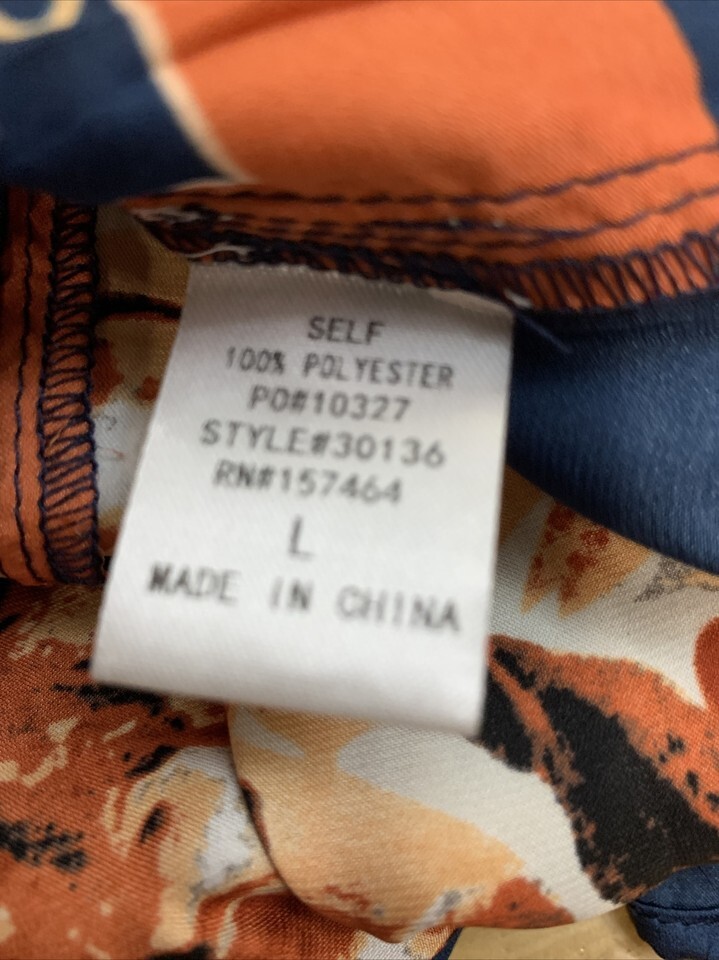 SELF
100% POLYESTER
PO#10327
STYLE#30136
RN#157464
L
MADE IN CHINA